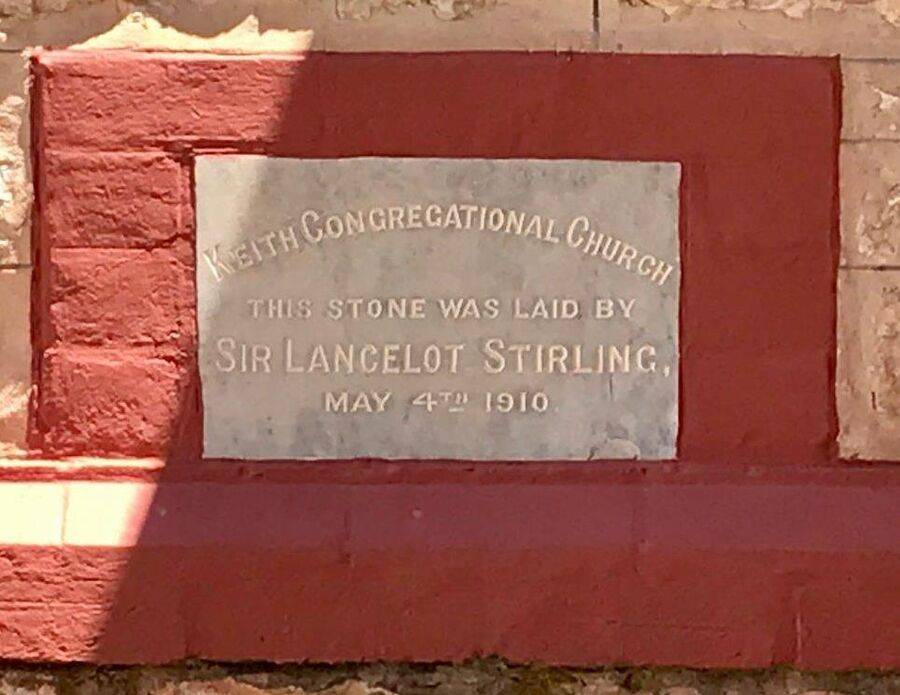 KEITH CONGREGATIONAL CHURCH
THIS STONE WAS LAID BY
SIR LANCELOT STIRLING,
MAY 4TH 1910.